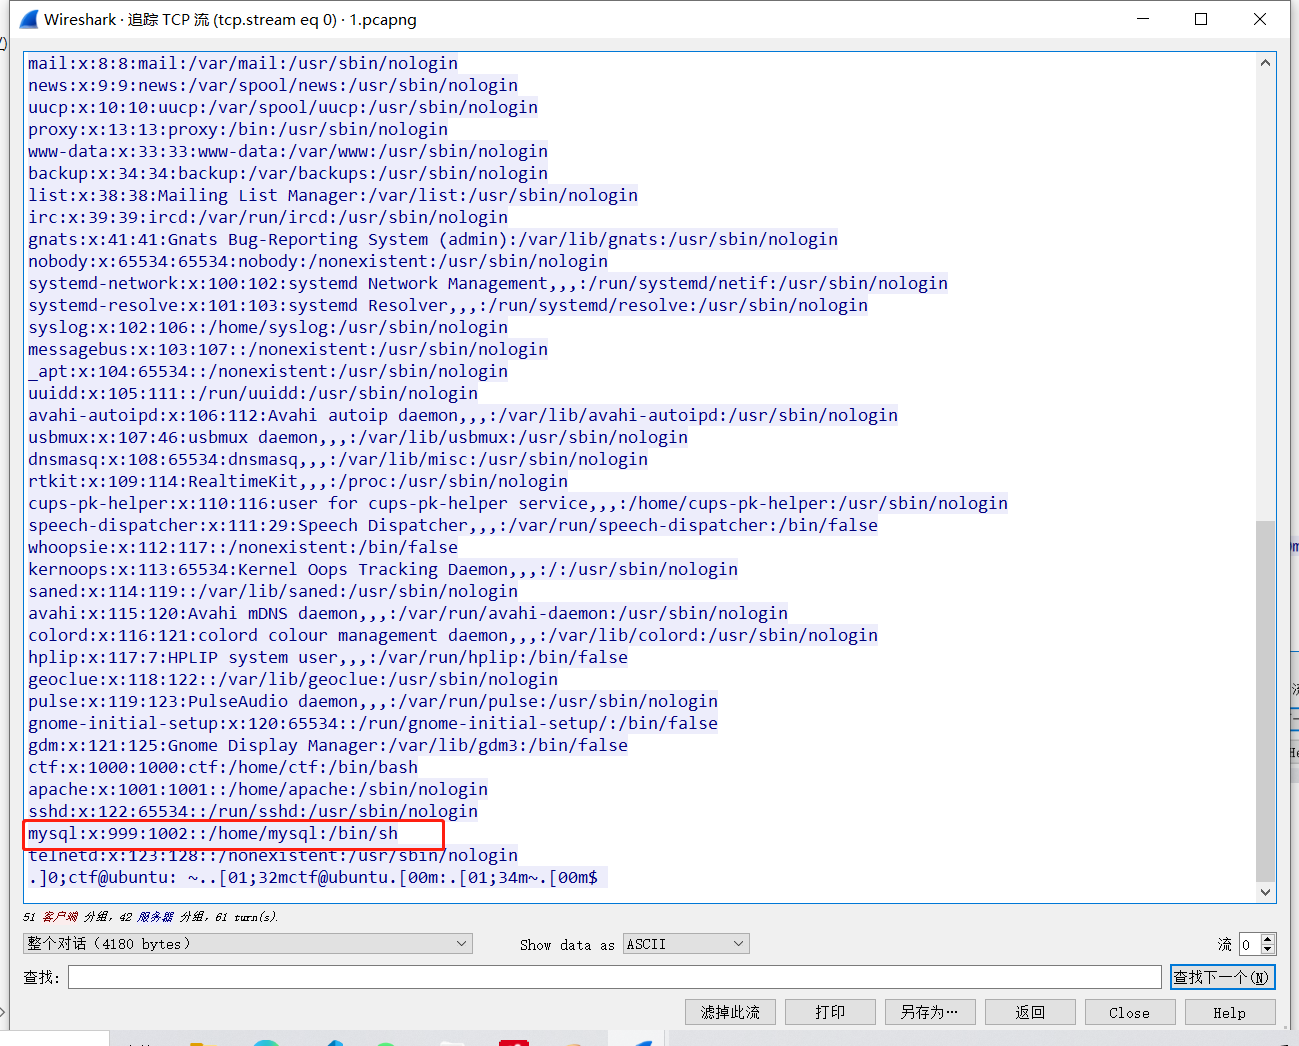 Wireshark · 追踪 TCP 流 (tcp.stream eq 0) · 1.pcapng
mail:x:8:8:mail:/var/mail:/usr/sbin/nologin
news:x:9:9:news:/var/spool/news:/usr/sbin/nologin
uucp:x:10:10:uucp:/var/spool/uucp:/usr/sbin/nologin
proxy:x:13:13:proxy:/bin:/usr/sbin/nologin
www-data:x:33:33:www-data:/var/www:/usr/sbin/nologin
backup:x:34:34:backup:/var/backups:/usr/sbin/nologin
list:x:38:38:Mailing List Manager:/var/list:/usr/sbin/nologin
irc:x:39:39:ircd:/var/run/ircd:/usr/sbin/nologin
gnats:x:41:41:Gnats Bug-Reporting System (admin):/var/lib/gnats:/usr/sbin/nologin
nobody:x:65534:65534:nobody:/nonexistent:/usr/sbin/nologin
systemd-network:x:100:102:systemd Network Management,,,:/run/systemd/netif:/usr/sbin/nologin
systemd-resolve:x:101:103:systemd Resolver,,,:/run/systemd/resolve:/usr/sbin/nologin
syslog:x:102:106::/home/syslog:/usr/sbin/nologin
messagebus:x:103:107::/nonexistent:/usr/sbin/nologin
_apt:x:104:65534::/nonexistent:/usr/sbin/nologin
uuidd:x:105:111::/run/uuidd:/usr/sbin/nologin
avahi-autoipd:x:106:112:Avahi autoip daemon,,,:/var/lib/avahi-autoipd:/usr/sbin/nologin
usbmux:x:107:46:usbmux daemon,,,:/var/lib/usbmux:/usr/sbin/nologin
dnsmasq:x:108:65534:dnsmasq,,,:/var/lib/misc:/usr/sbin/nologin
rtkit:x:109:114:RealtimeKit,,,:/proc:/usr/sbin/nologin
cups-pk-helper:x:110:116:user for cups-pk-helper service,,,:/home/cups-pk-helper:/usr/sbin/nologin
speech-dispatcher:x:111:29:Speech Dispatcher,,,:/var/run/speech-dispatcher:/bin/false
whoopsie:x:112:117::/nonexistent:/bin/false
kernoops:x:113:65534:Kernel Oops Tracking Daemon,,,:/:/usr/sbin/nologin
saned:x:114:119::/var/lib/saned:/usr/sbin/nologin
avahi:x:115:120:Avahi mDNS daemon,,,:/var/run/avahi-daemon:/usr/sbin/nologin
colord:x:116:121:colord colour management daemon,,,:/var/lib/colord:/usr/sbin/nologin
hplip:x:117:7:HPLIP system user,,,:/var/run/hplip:/bin/false
geoclue:x:118:122::/var/lib/geoclue:/usr/sbin/nologin
pulse:x:119:123:PulseAudio daemon,,,:/var/run/pulse:/usr/sbin/nologin
gnome-initial-setup:x:120:65534::/run/gnome-initial-setup/:/bin/false
gdm:x:121:125:Gnome Display Manager:/var/lib/gdm3:/bin/false
ctf:x:1000:1000:ctf:/home/ctf:/bin/bash
apache:x:1001:1001::/home/apache:/sbin/nologin
sshd:x:122:65534::/run/sshd:/usr/sbin/nologin
mysql:x:999:1002::/home/mysql:/bin/sh
telnetd:x:123:128::/nonexistent:/usr/sbin/nologin
.]0;ctf@ubuntu: ~..[01;32mctf@ubuntu.[00m:.[01;34m~.[00m$
51 客户端 分组, 42 服务器 分组, 61 turn(s).
整个对话 (4180 bytes)
Show data as ASCII
流 0
查找:
查找下一个(N)
滤掉此流 打印 另存为… 返回 Close Help